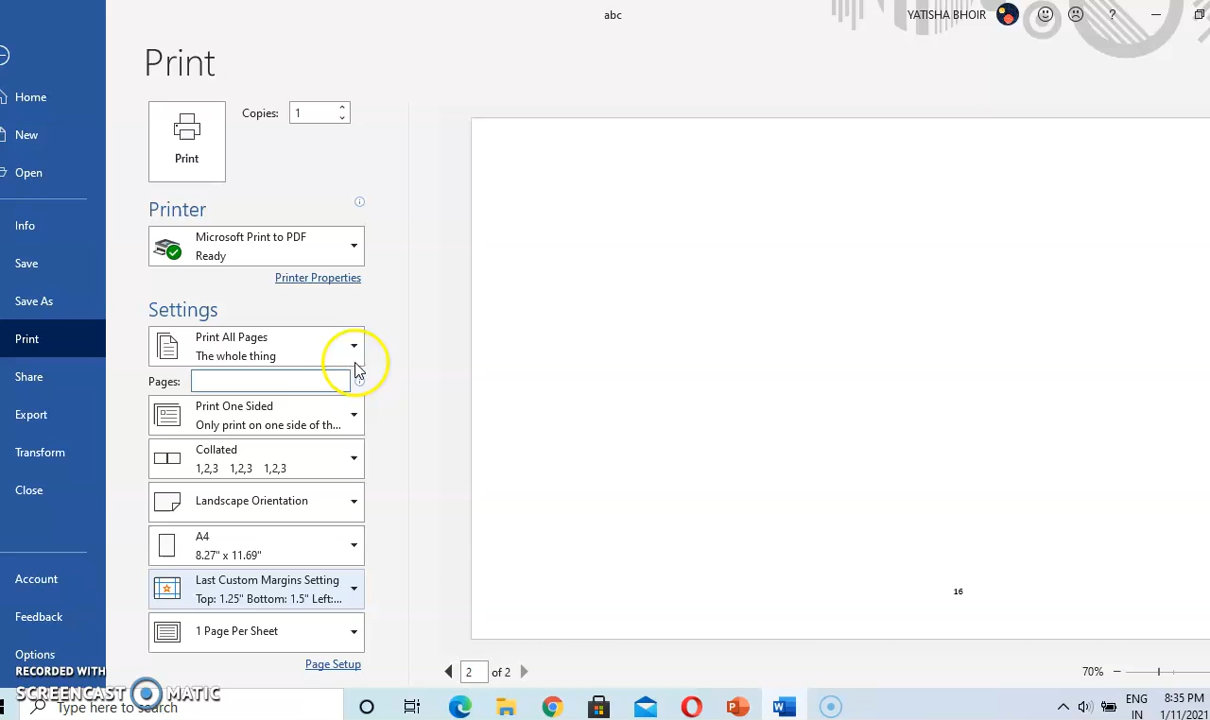 abc
YATISHA BHOIR
?
Print
Home
New
Open
Info
Save
Save As
Print
Share
Export
Transform
Close
Account
Feedback
Options
Print
Copies: 1
Printer
Microsoft Print to PDF
Ready
Printer Properties
Settings
Print All Pages
The whole thing
Pages:
Print One Sided
Only print on one side of th...
Collated
1,2,3 1,2,3 1,2,3
Landscape Orientation
A4
8.27" x 11.69"
Last Custom Margins Setting
Top: 1.25" Bottom: 1.5" Left:...
1 Page Per Sheet
Page Setup
16
2 of 2
70%
RECORDED WITH
SCREENCAST MATIC
Type here to search
ENG
IN
8:35 PM
1/11/2021